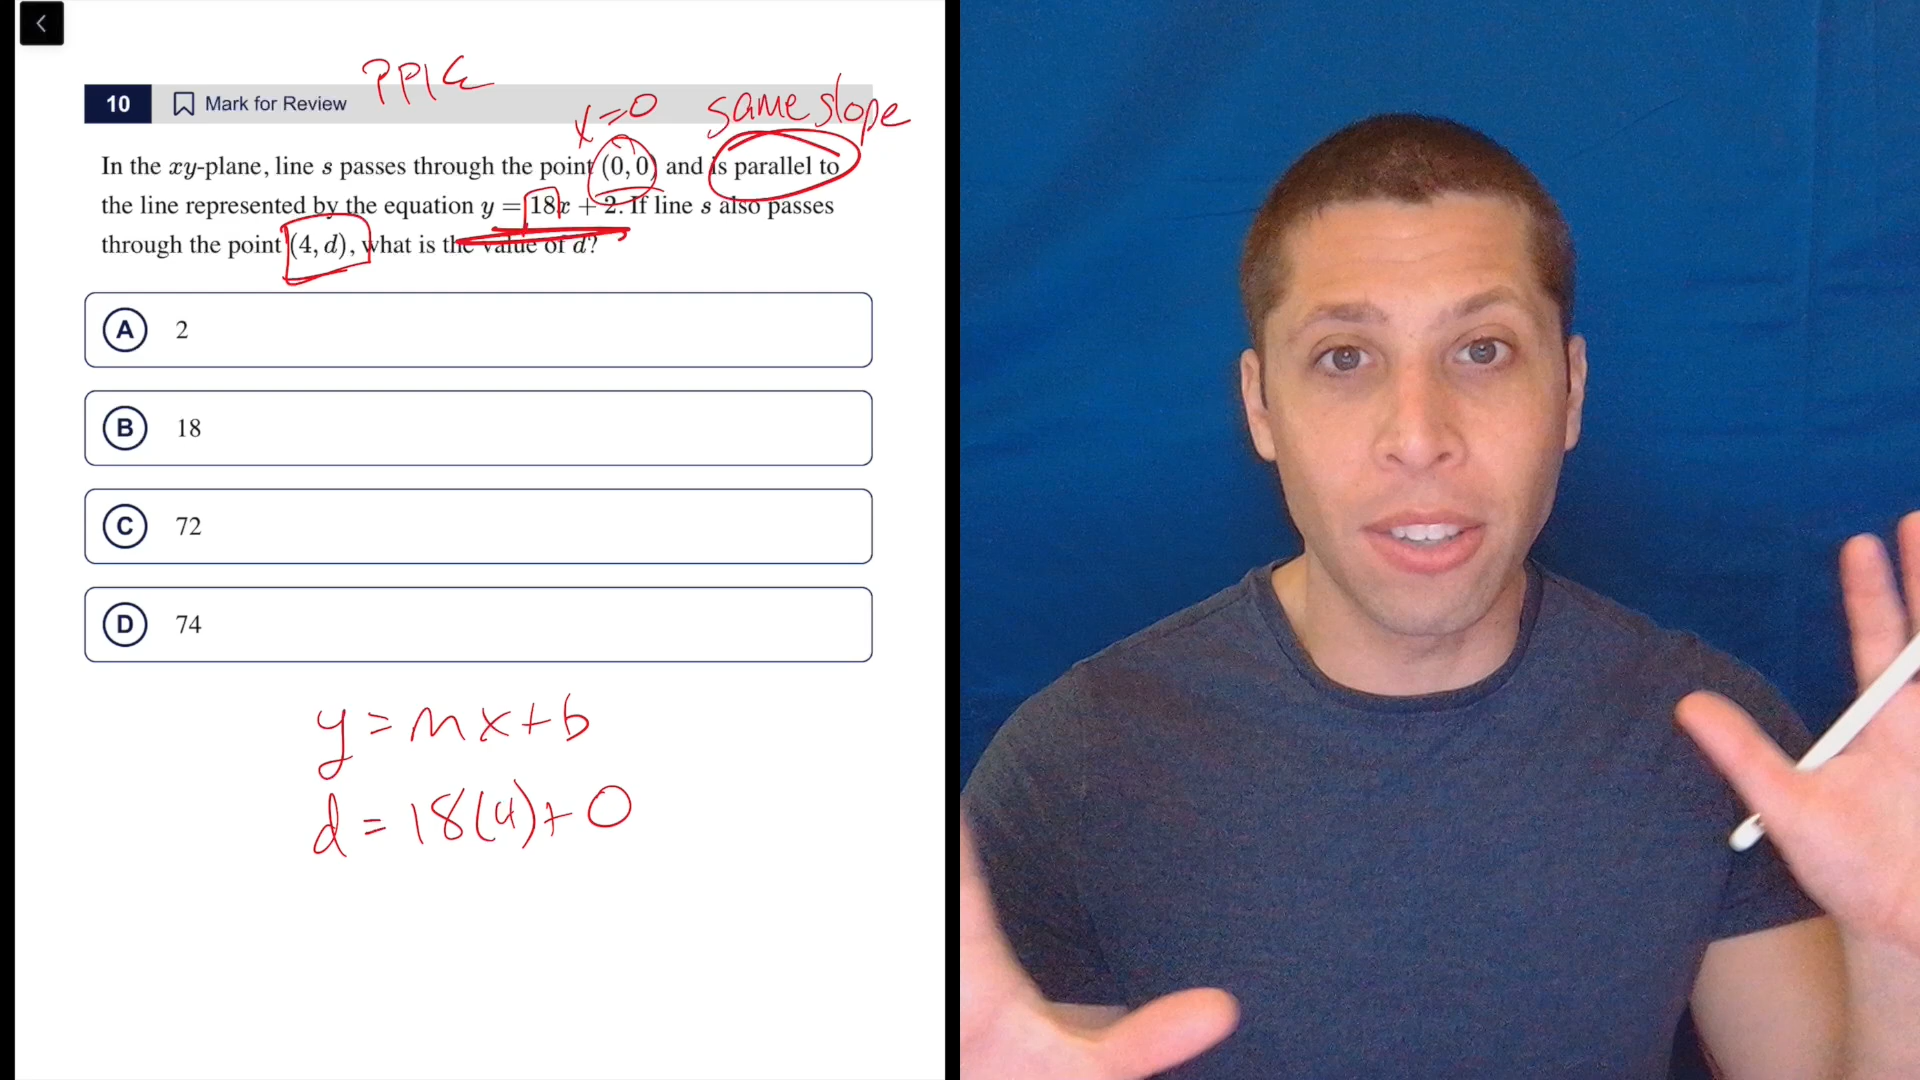 PPIC
10 Mark for Review
x=0 same slope
In the xy-plane, line s passes through the point (0, 0) and is parallel to
the line represented by the equation y = 18x + 2. If line s also passes
through the point (4, d), what is the value of d?
A 2
B 18
C 72
D 74
y = mx+b
d = 18(4)+0